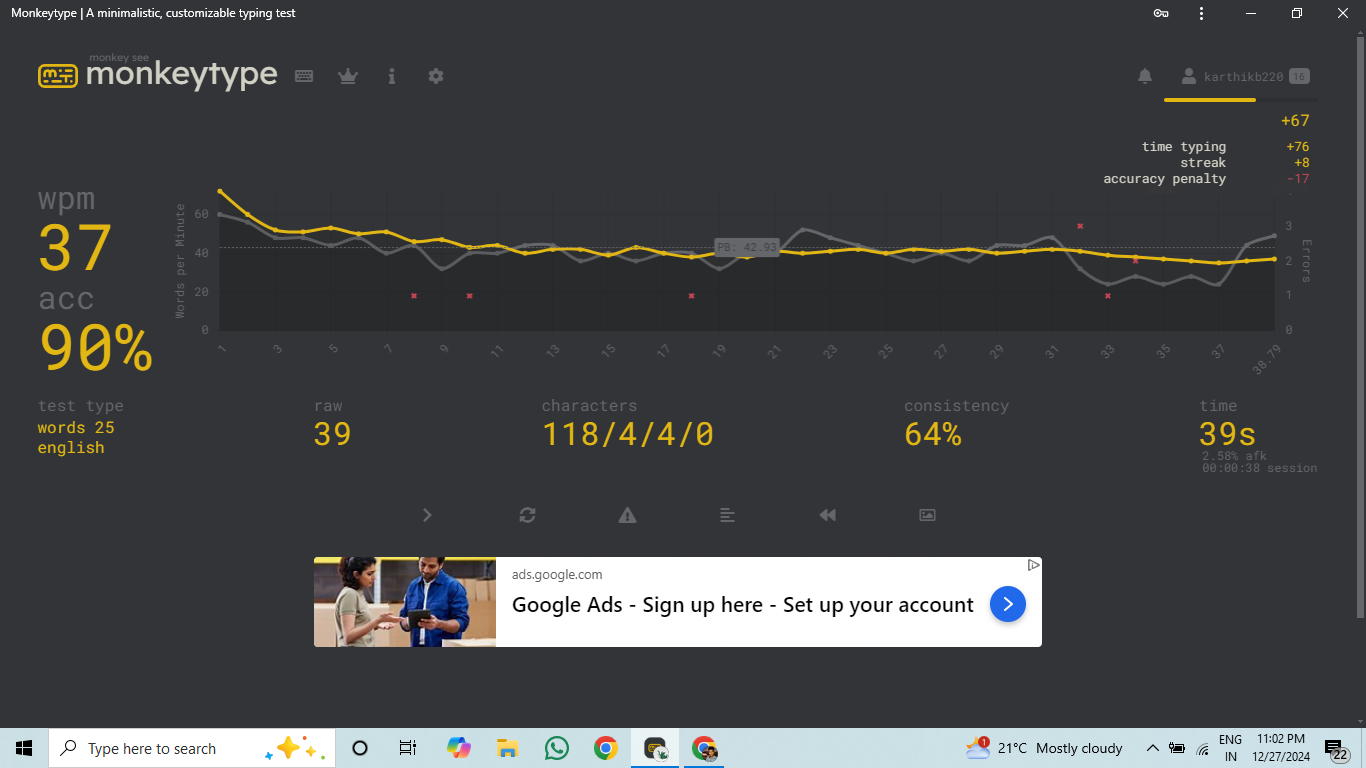 Monkeytype | A minimalistic, customizable typing test
monkey see
monkeytype
karthikb220 16
+67
time typing +76
streak +8
accuracy penalty -17
wpm
37
acc
90%
Words per Minute
60
40
20
0
PB: 42.93
3
2
1
0
Errors
1 3 5 7 9 11 13 15 17 19 21 23 25 27 29 31 33 35 37 38.79
test type
words 25
english
raw
39
characters
118/4/4/0
consistency
64%
time
39s
2.58% afk
00:00:38 session
ads.google.com
Google Ads - Sign up here - Set up your account
Type here to search
1
21°C Mostly cloudy
ENG
IN
11:02 PM
12/27/2024
22